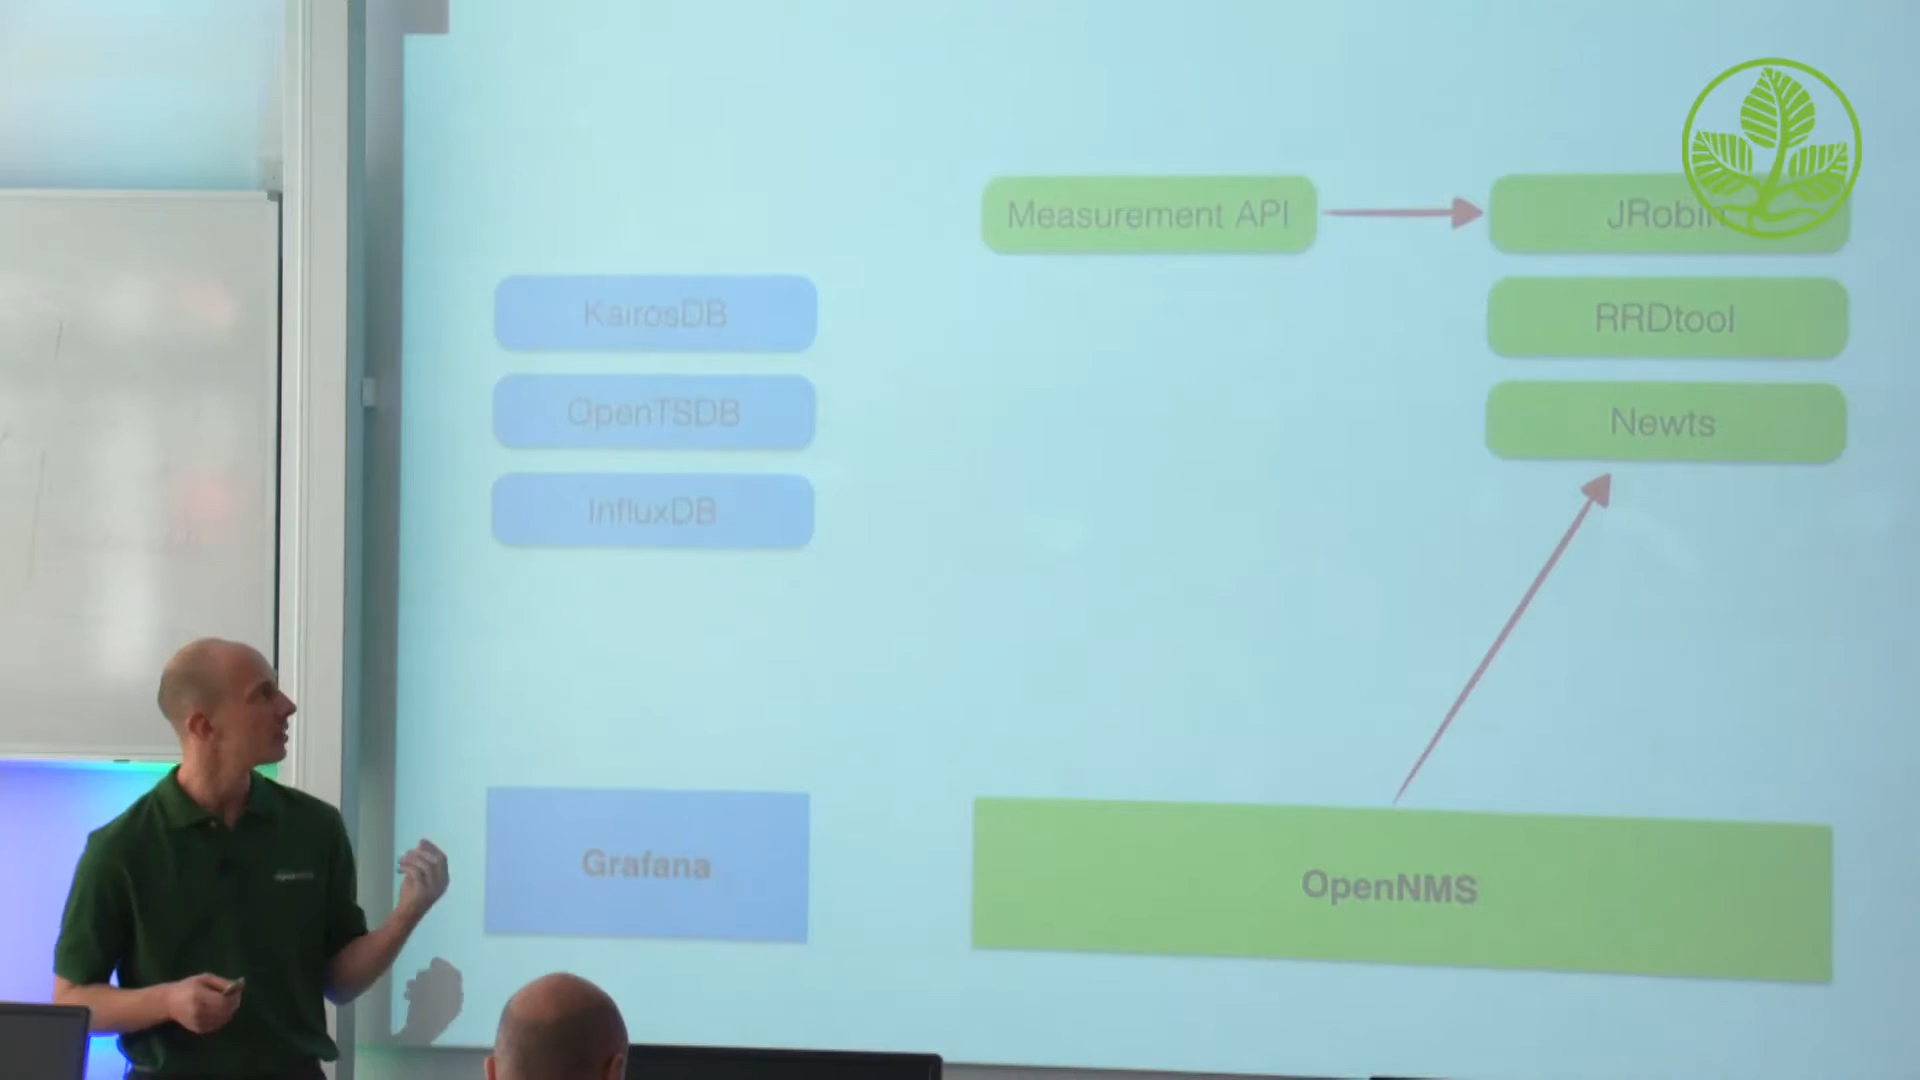 Measurement API
JRobin
KairosDB
RRDtool
OpenTSDB
Newts
InfluxDB
Grafana
OpenNMS